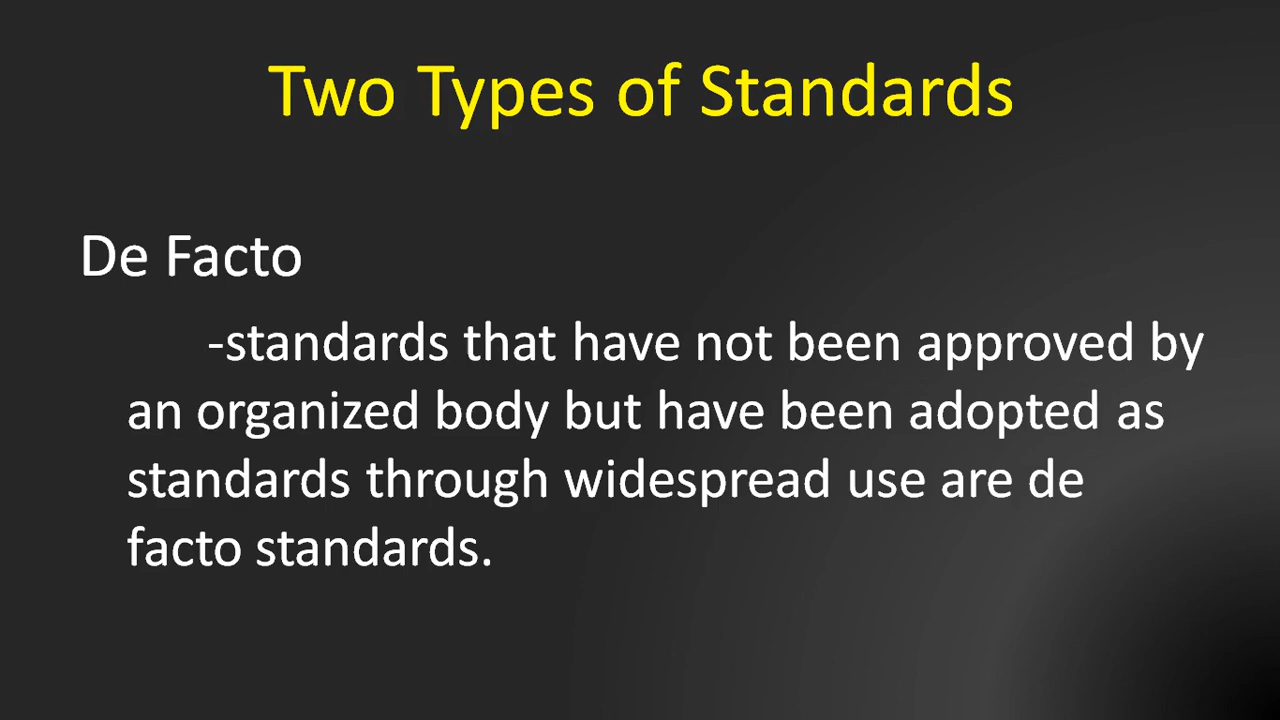 Two Types of Standards
De Facto
-standards that have not been approved by
an organized body but have been adopted as
standards through widespread use are de
facto standards.